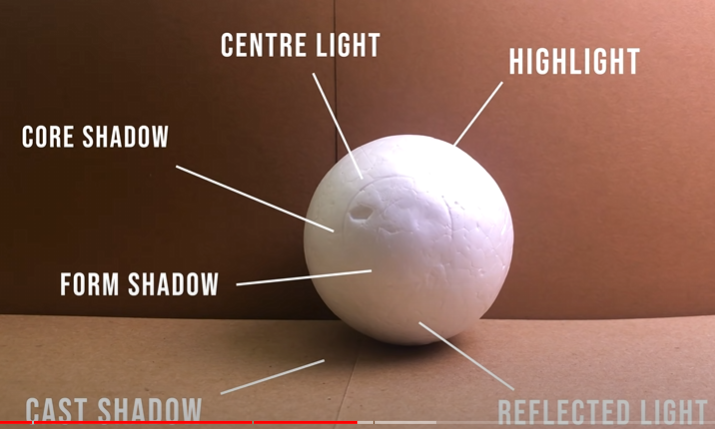 CENTRE LIGHT
HIGHLIGHT
CORE SHADOW
FORM SHADOW
CAST SHADOW
REFLECTED LIGHT